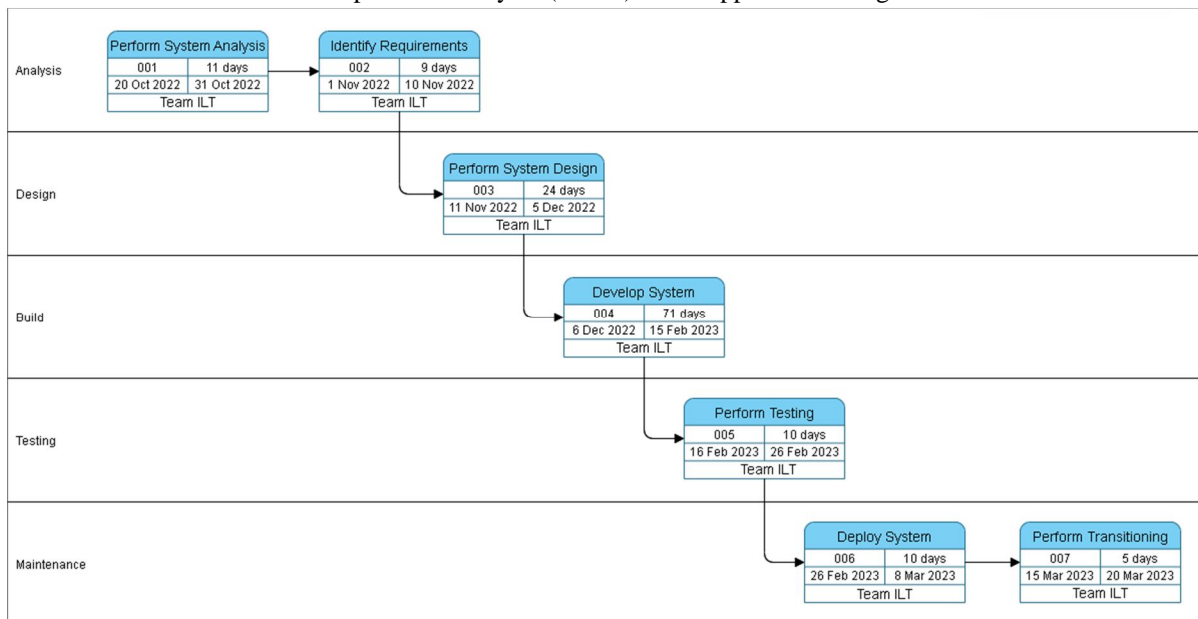 Analysis
Perform System Analysis
001 11 days
20 Oct 2022 31 Oct 2022
Team ILT
Identify Requirements
002 9 days
1 Nov 2022 10 Nov 2022
Team ILT
Design
Perform System Design
003 24 days
11 Nov 2022 5 Dec 2022
Team ILT
Build
Develop System
004 71 days
6 Dec 2022 15 Feb 2023
Team ILT
Testing
Perform Testing
005 10 days
16 Feb 2023 26 Feb 2023
Team ILT
Maintenance
Deploy System
006 10 days
26 Feb 2023 8 Mar 2023
Team ILT
Perform Transitioning
007 5 days
15 Mar 2023 20 Mar 2023
Team ILT